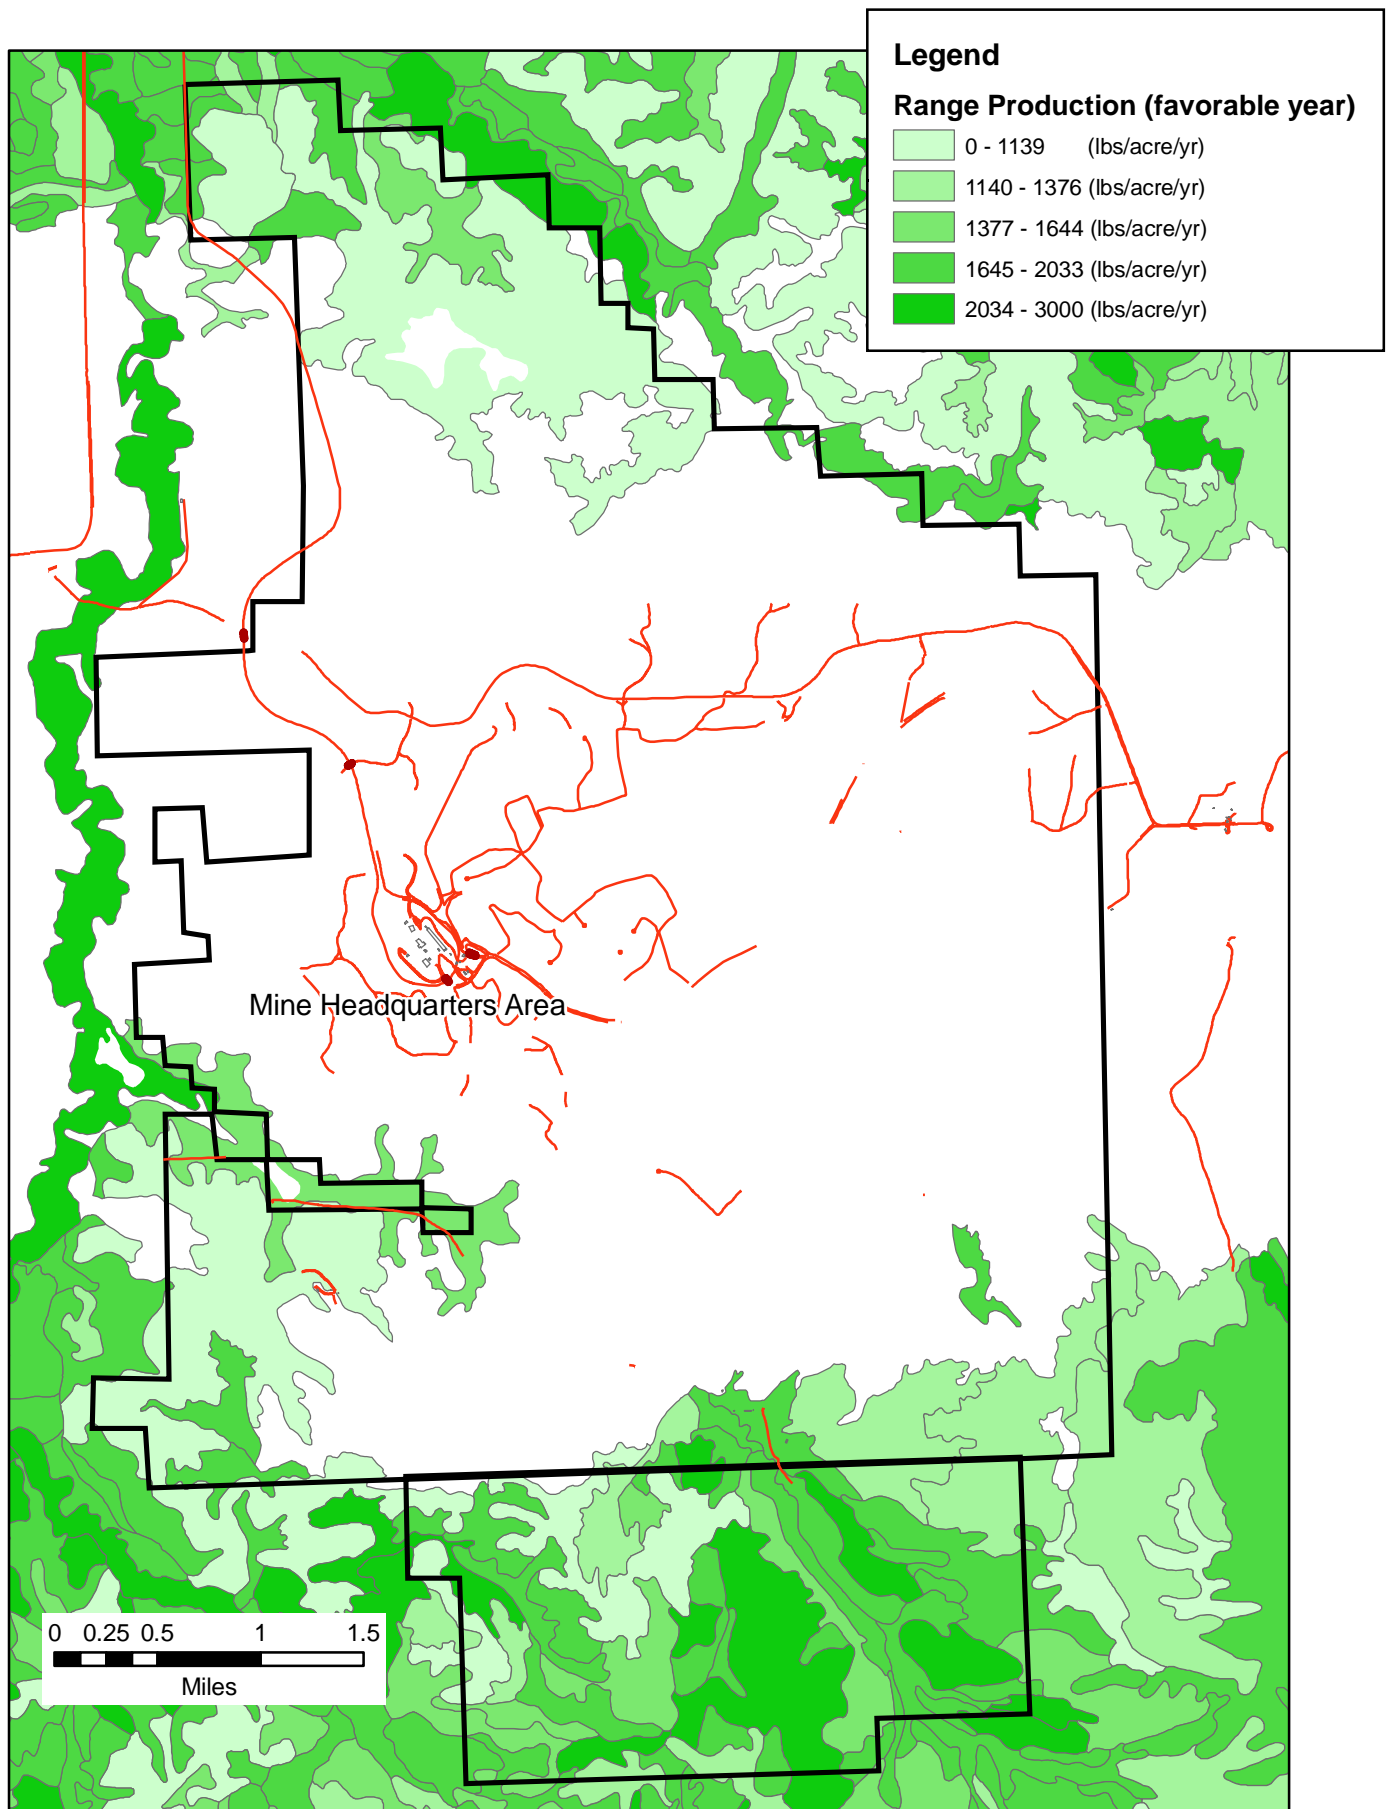 Legend
Range Production (favorable year)
0 - 1139 (lbs/acre/yr)
1140 - 1376 (lbs/acre/yr)
1377 - 1644 (lbs/acre/yr)
1645 - 2033 (lbs/acre/yr)
2034 - 3000 (lbs/acre/yr)
Mine Headquarters Area
0 0.25 0.5 1 1.5
Miles